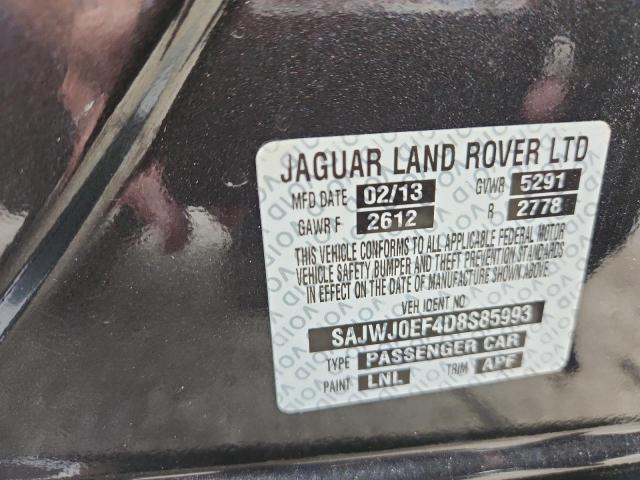 JAGUAR LAND ROVER LTD
MFD DATE 02/13 GVWR 5291
GAWR F 2612 R 2778
THIS VEHICLE CONFORMS TO ALL APPLICABLE FEDERAL MOTOR
VEHICLE SAFETY, BUMPER AND THEFT PREVENTION STANDARDS
IN EFFECT ON THE DATE OF MANUFACTURE SHOWN ABOVE
VEH IDENT NO
SAJWJ0EF4D8S85993
TYPE PASSENGER CAR
PAINT LNL TRIM APF